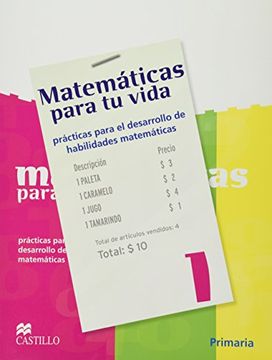 Matemáticas
para tu vida
prácticas para el desarrollo de
habilidades matemáticas
Descripción Precio
1 PALETA $ 3
1 CARAMELO $ 2
1 JUGO $ 4
1 TAMARINDO $ 1
Total de artículos vendidos: 4
Total: $ 10
1
m as
para
prácticas par
desarrollo de
matemáticas
CASTILLO
Primaria